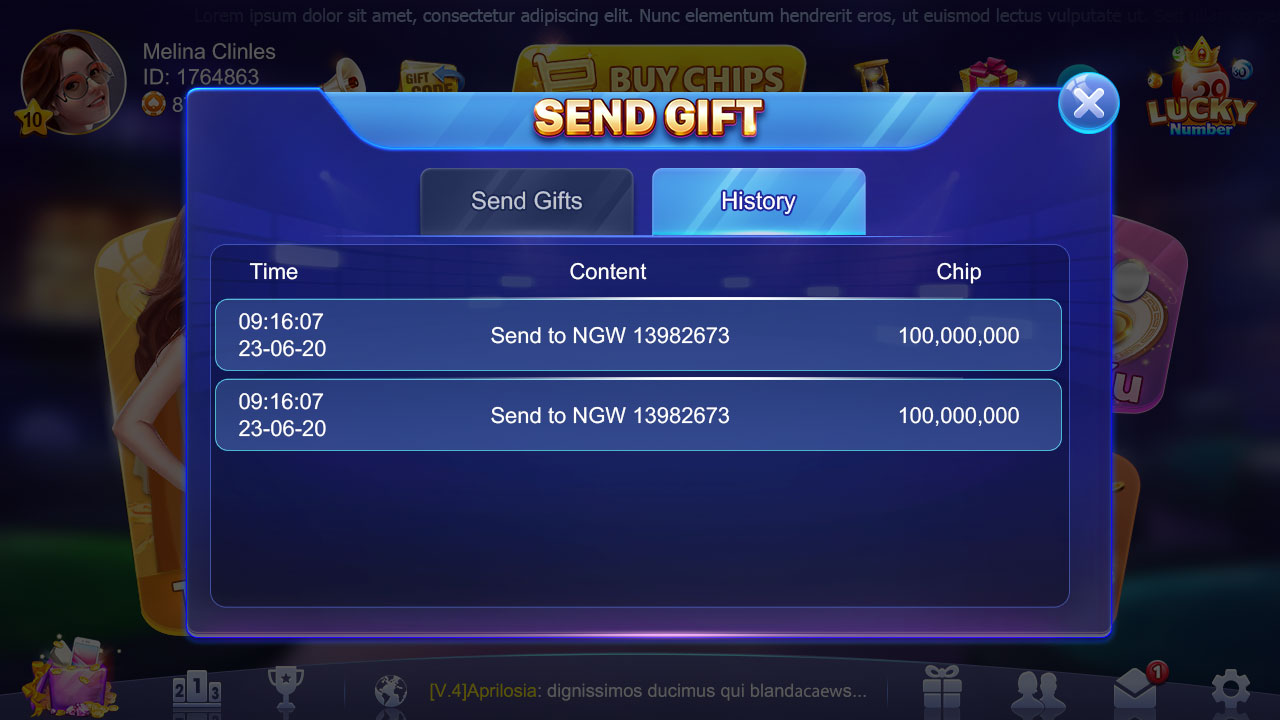 Lorem ipsum dolor sit amet, consectetur adipiscing elit. Nunc elementum hendrerit eros, ut euismod lectus vulputate ut. Sed
Melina Clinles
ID: 1764863
10
8
GIFT
CODE
BUY CHIPS
LUCKY
Number
SEND GIFT
Send Gifts
History
Time Content Chip
09:16:07
23-06-20
Send to NGW 13982673
100,000,000
09:16:07
23-06-20
Send to NGW 13982673
100,000,000
2 1 3
[V.4]Aprilosia: dignissimos ducimus qui blandacaews...
1